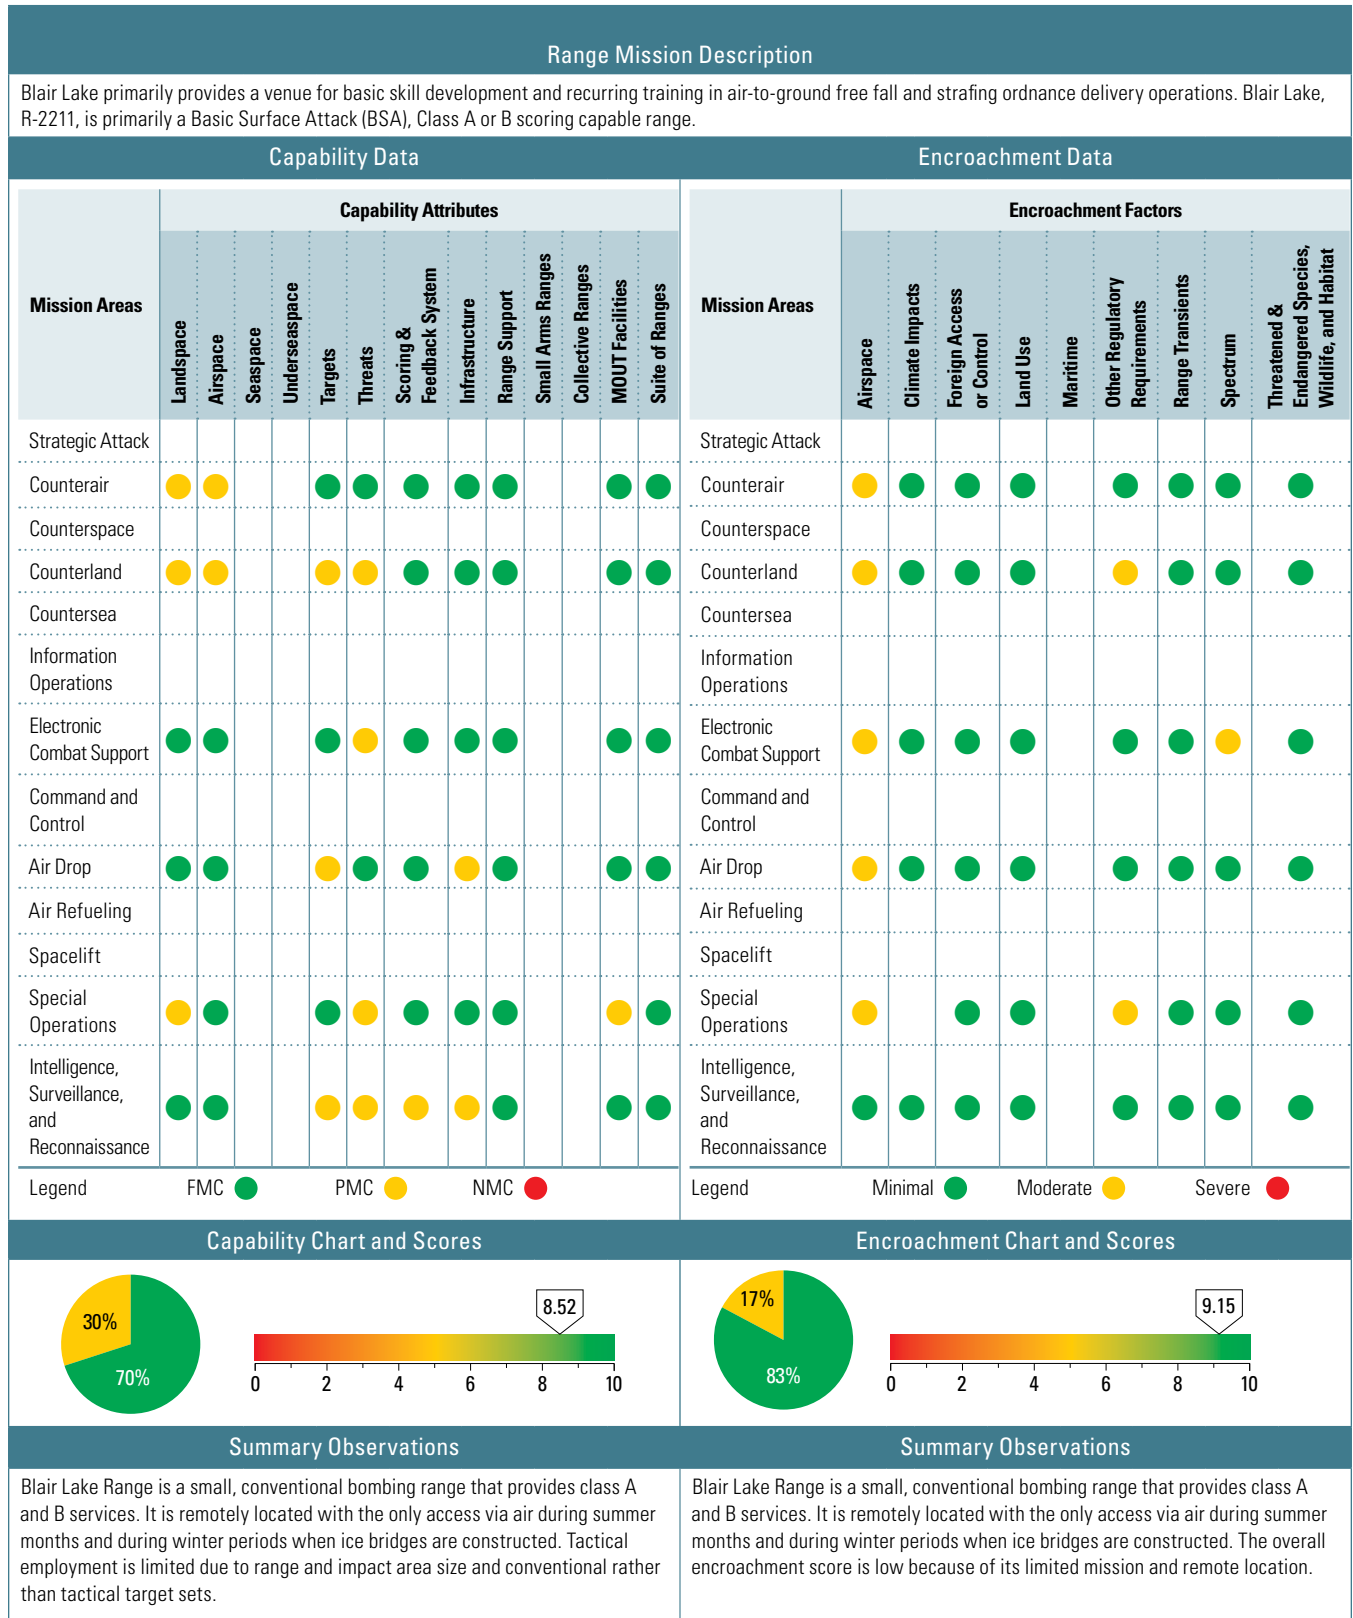 Range Mission Description
Blair Lake primarily provides a venue for basic skill development and recurring training in air-to-ground free fall and strafing ordnance delivery operations. Blair Lake,
R-2211, is primarily a Basic Surface Attack (BSA), Class A or B scoring capable range.
Capability Data
Mission Areas
Capability Attributes
Landspace
Airspace
Seaspace
Underseaspace
Targets
Threats
Scoring &
Feedback System
Infrastructure
Range Support
Small Arms Ranges
Collective Ranges
MOUT Facilities
Suite of Ranges
Strategic Attack
Counterair
Counterspace
Counterland
Countersea
Information
Operations
Electronic
Combat Support
Command and
Control
Air Drop
Air Refueling
Spacelift
Special
Operations
Intelligence,
Surveillance,
and
Reconnaissance
Legend FMC PMC NMC
Encroachment Data
Mission Areas
Encroachment Factors
Airspace
Climate Impacts
Foreign Access
or Control
Land Use
Maritime
Other Regulatory
Requirements
Range Transients
Spectrum
Threatened &
Endangered Species,
Wildlife, and Habitat
Strategic Attack
Counterair
Counterspace
Counterland
Countersea
Information
Operations
Electronic
Combat Support
Command and
Control
Air Drop
Air Refueling
Spacelift
Special
Operations
Intelligence,
Surveillance,
and
Reconnaissance
Legend Minimal Moderate Severe
Capability Chart and Scores
30%
70%
8.52
0 2 4 6 8 10
Encroachment Chart and Scores
17%
83%
9.15
0 2 4 6 8 10
Summary Observations
Blair Lake Range is a small, conventional bombing range that provides class A
and B services. It is remotely located with the only access via air during summer
months and during winter periods when ice bridges are constructed. Tactical
employment is limited due to range and impact area size and conventional rather
than tactical target sets.
Summary Observations
Blair Lake Range is a small, conventional bombing range that provides class A
and B services. It is remotely located with the only access via air during summer
months and during winter periods when ice bridges are constructed. The overall
encroachment score is low because of its limited mission and remote location.